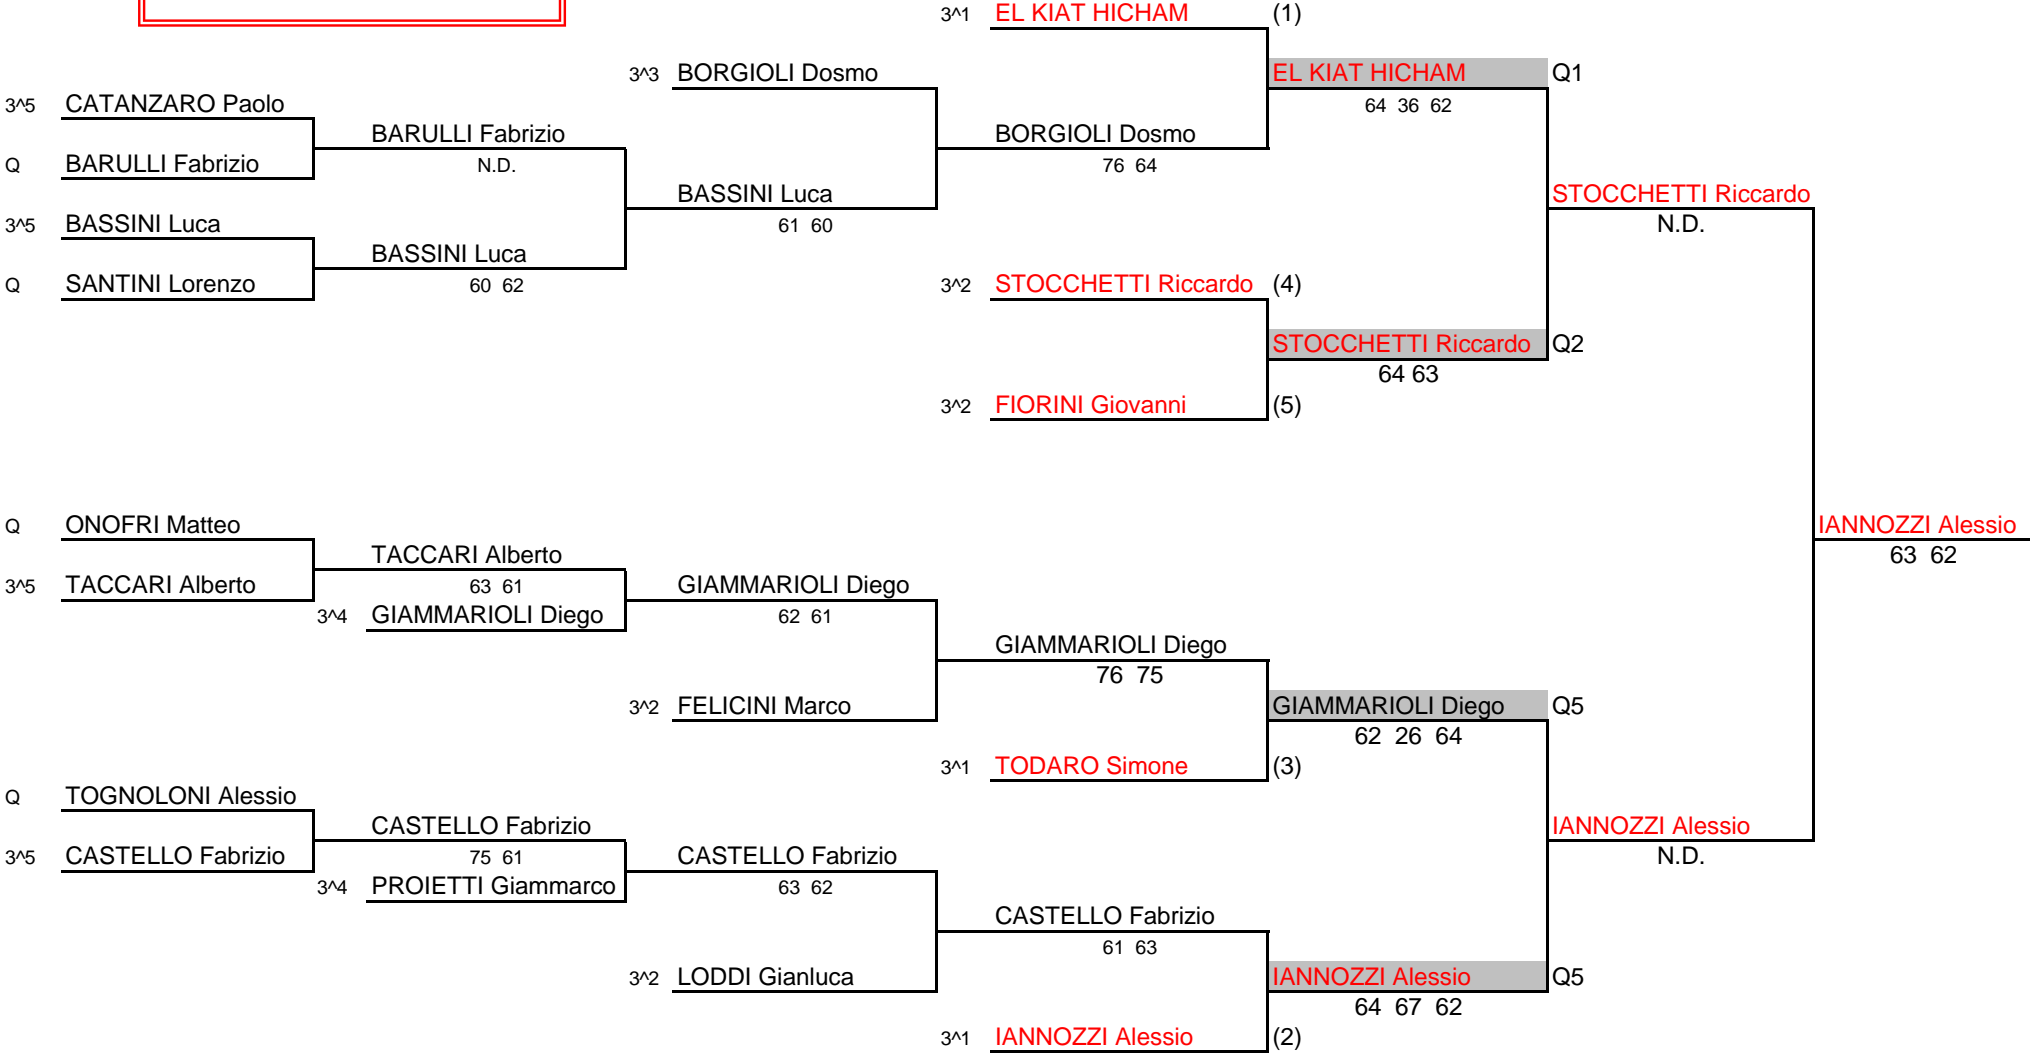 3^1 EL KIAT HICHAM (1)
3^3 BORGIOLI Dosmo EL KIAT HICHAM Q1
3^5 CATANZARO Paolo 64 36 62
BARULLI Fabrizio BORGIOLI Dosmo
Q BARULLI Fabrizio N.D. 76 64
BASSINI Luca STOCCHETTI Riccardo
3^5 BASSINI Luca 61 60 N.D.
BASSINI Luca
Q SANTINI Lorenzo 60 62 3^2 STOCCHETTI Riccardo (4)
STOCCHETTI Riccardo Q2
64 63
3^2 FIORINI Giovanni (5)
Q ONOFRI Matteo IANNOZZI Alessio
TACCARI Alberto 63 62
3^5 TACCARI Alberto 63 61 GIAMMARIOLI Diego
3^4 GIAMMARIOLI Diego 62 61
GIAMMARIOLI Diego
76 75
3^2 FELICINI Marco GIAMMARIOLI Diego Q5
62 26 64
3^1 TODARO Simone (3)
Q TOGNOLONI Alessio
CASTELLO Fabrizio IANNOZZI Alessio
3^5 CASTELLO Fabrizio 75 61 CASTELLO Fabrizio N.D.
3^4 PROIETTI Giammarco 63 62
CASTELLO Fabrizio
61 63
3^2 LODDI Gianluca IANNOZZI Alessio Q5
64 67 62
3^1 IANNOZZI Alessio (2)